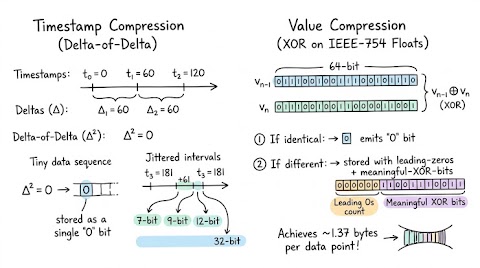 Timestamp Compression
(Delta-of-Delta)
Timestamps: t₀=0 t₁=60 t₂=120
Deltas (Δ): Δ₁=60 Δ₂=60
Delta-of-Delta (Δ²): Δ²=0
Tiny data sequence
Δ²=0 → 0
stored as a
single "0" bit
Jittered intervals
t₃=181 +61 t₃=181
7-bit 9-bit 12-bit
32-bit
Value Compression
(XOR on IEEE-754 Floats)
64-bit
Vₙ₋₁
Vₙ
Vₙ₋₁ ⊕ Vₙ
(XOR)
① If identical: → 0 emits "0" bit
② If different: → stored with leading-zeros
+ meaningful-XOR-bits
Leading 0s
count
Meaningful XOR bits
Achieves ~1.37 bytes
per data point!